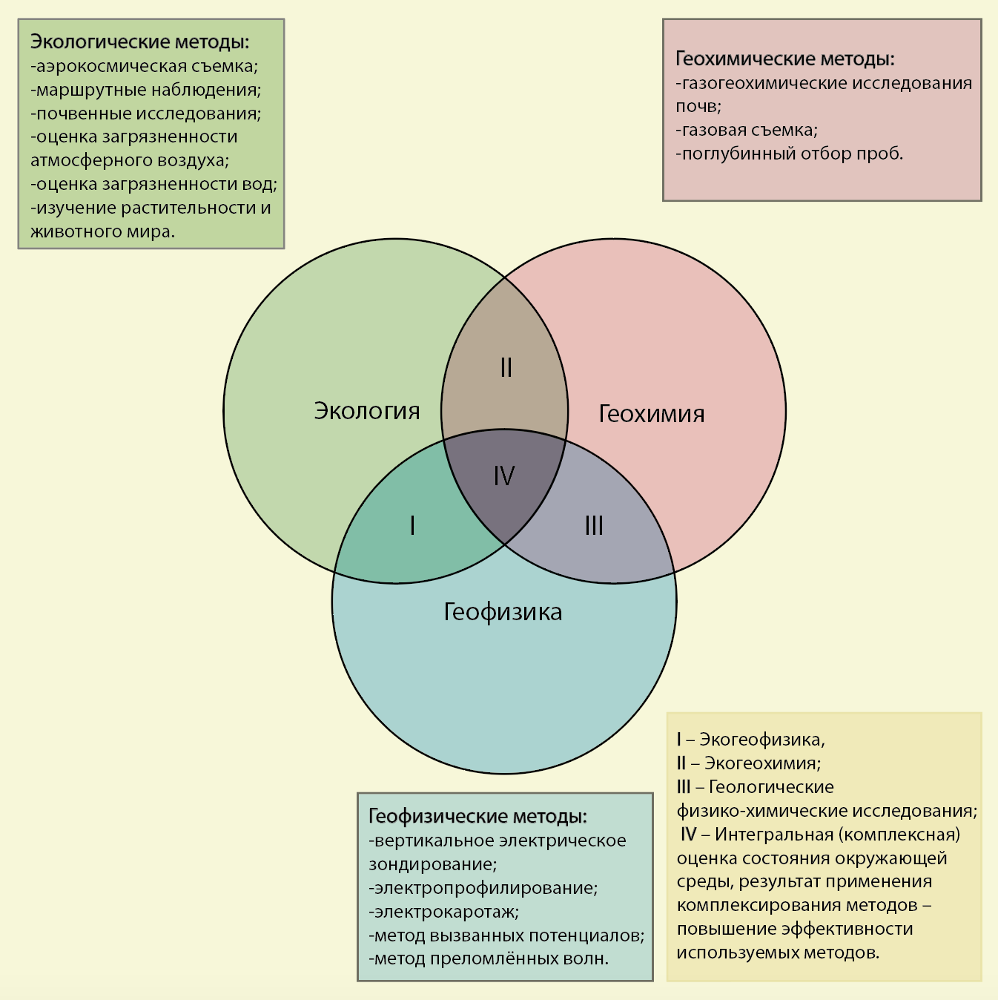 Экологические методы:
-аэрокосмическая съемка;
-маршрутные наблюдения;
-почвенные исследования;
-оценка загрязненности
атмосферного воздуха;
-оценка загрязненности вод;
-изучение растительности и
животного мира.
Геохимические методы:
-газогеохимические исследования
почв;
-газовая съемка;
-поглубинный отбор проб.
II
Экология
Геохимия
IV
I
III
Геофизика
Геофизические методы:
-вертикальное электрическое
зондирование;
-электропрофилирование;
-электрокаротаж;
-метод вызванных потенциалов;
-метод преломлённых волн.
I – Экогеофизика,
II – Экогеохимия;
III – Геологические
физико-химические исследования;
IV – Интегральная (комплексная)
оценка состояния окружающей
среды, результат применения
комплексирования методов –
повышение эффективности
используемых методов.